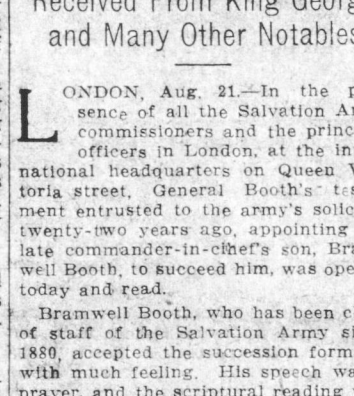 Received From King Georg
and Many Other Notables
LONDON, Aug. 21.—In the p
sence of all the Salvation Ar
commissioners and the princ
officers in London, at the in
national headquarters on Queen V
toria street, General Booth's tes
ment entrusted to the army's solic
twenty-two years ago, appointing
late commander-in-chief's son, Bra
well Booth, to succeed him, was ope
today and read.
Bramwell Booth, who has been c
of staff of the Salvation Army si
1880, accepted the succession form
with much feeling. His speech wa
prayer, and the scriptural reading